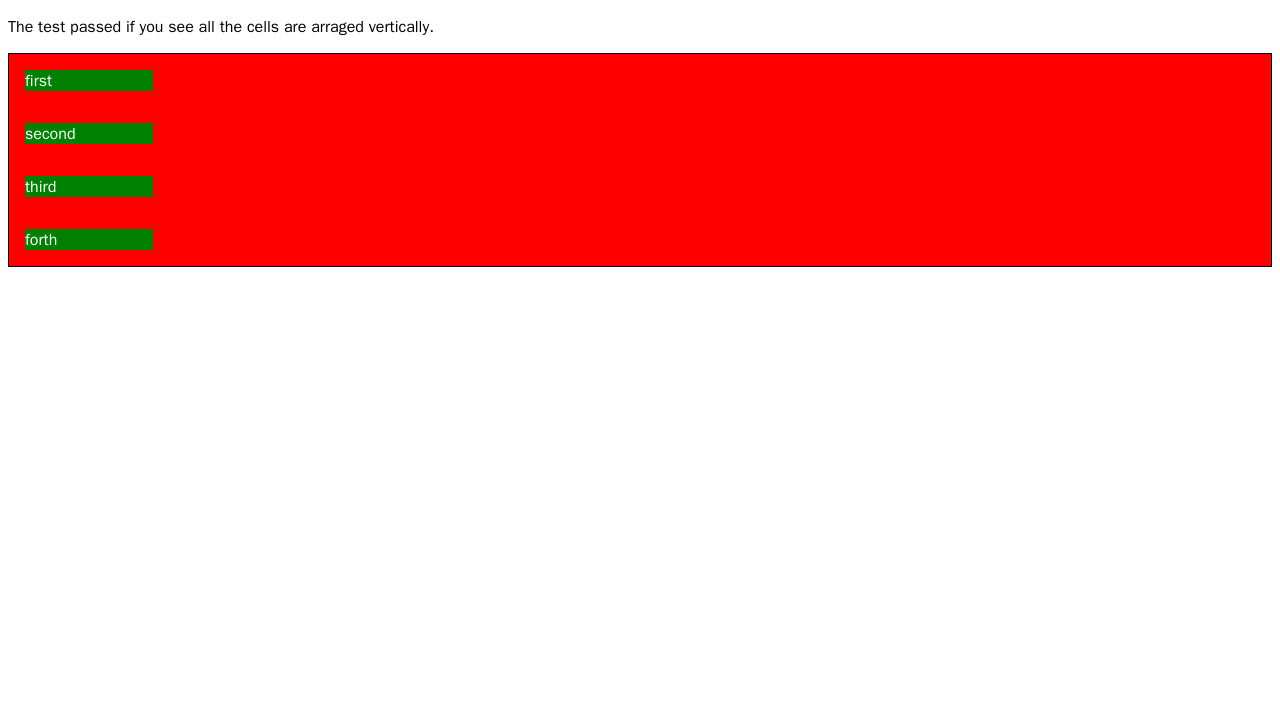 The test passed if you see all the cells are arraged vertically.
first
second
third
forth